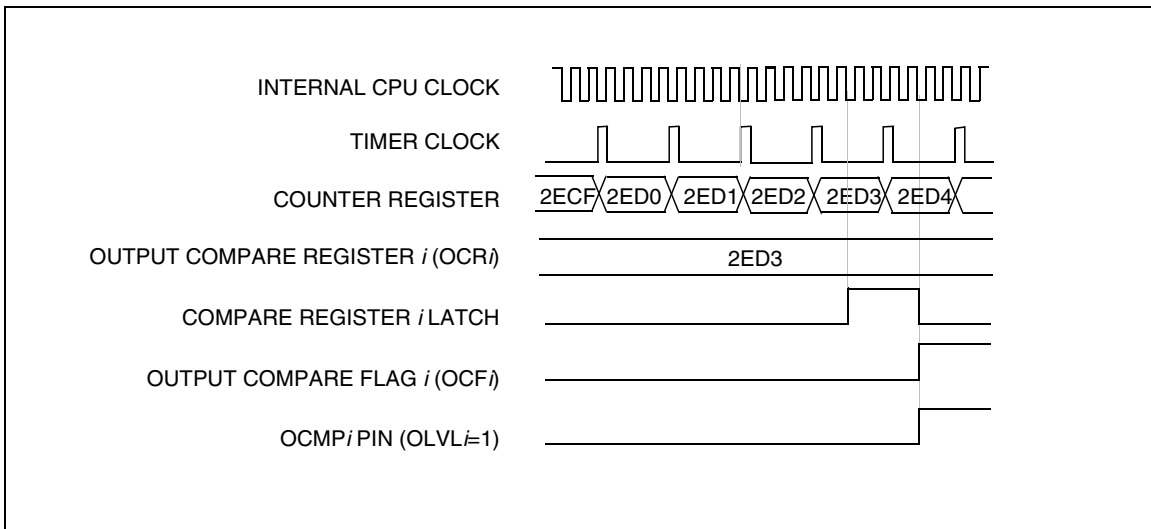 INTERNAL CPU CLOCK
TIMER CLOCK
COUNTER REGISTER 2ECF 2ED0 2ED1 2ED2 2ED3 2ED4
OUTPUT COMPARE REGISTER i (OCRi) 2ED3
COMPARE REGISTER i LATCH
OUTPUT COMPARE FLAG i (OCFi)
OCMPi PIN (OLVLi=1)